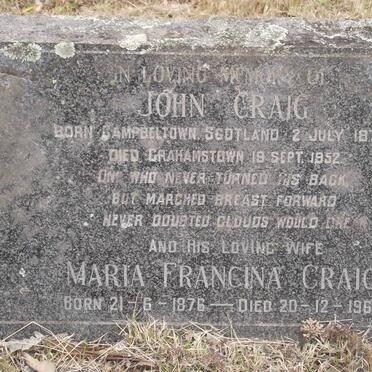 IN LOVING MEMORY OF
JOHN CRAIG
BORN CAMPBELTOWN, SCOTLAND 2 JULY 18
DIED GRAHAMSTOWN 19 SEPT. 1952.
ONE WHO NEVER TURNED HIS BACK
BUT MARCHED BREAST FORWARD
NEVER DOUBTED CLOUDS WOULD
AND HIS LOVING WIFE
MARIA FRANCINA CRAIG
BORN 21-6-1876 — DIED 20-12-196